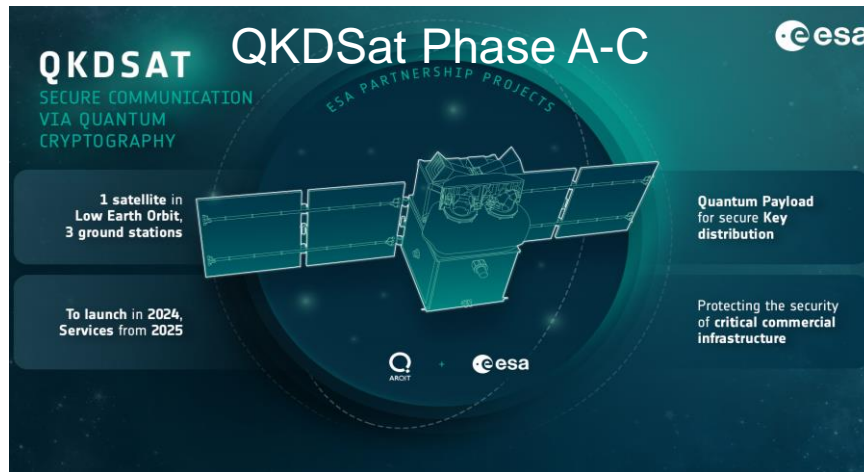 QKDSat Phase A-C
esa
QKDSAT
SECURE COMMUNICATION
VIA QUANTUM
CRYPTOGRAPHY
ESA PARTNERSHIP PROJECTS
1 satellite in
Low Earth Orbit,
3 ground stations
Quantum Payload
for secure Key
distribution
To launch in 2024,
Services from 2025
Protecting the security
of critical commercial
infrastructure
ARQIT
+
esa